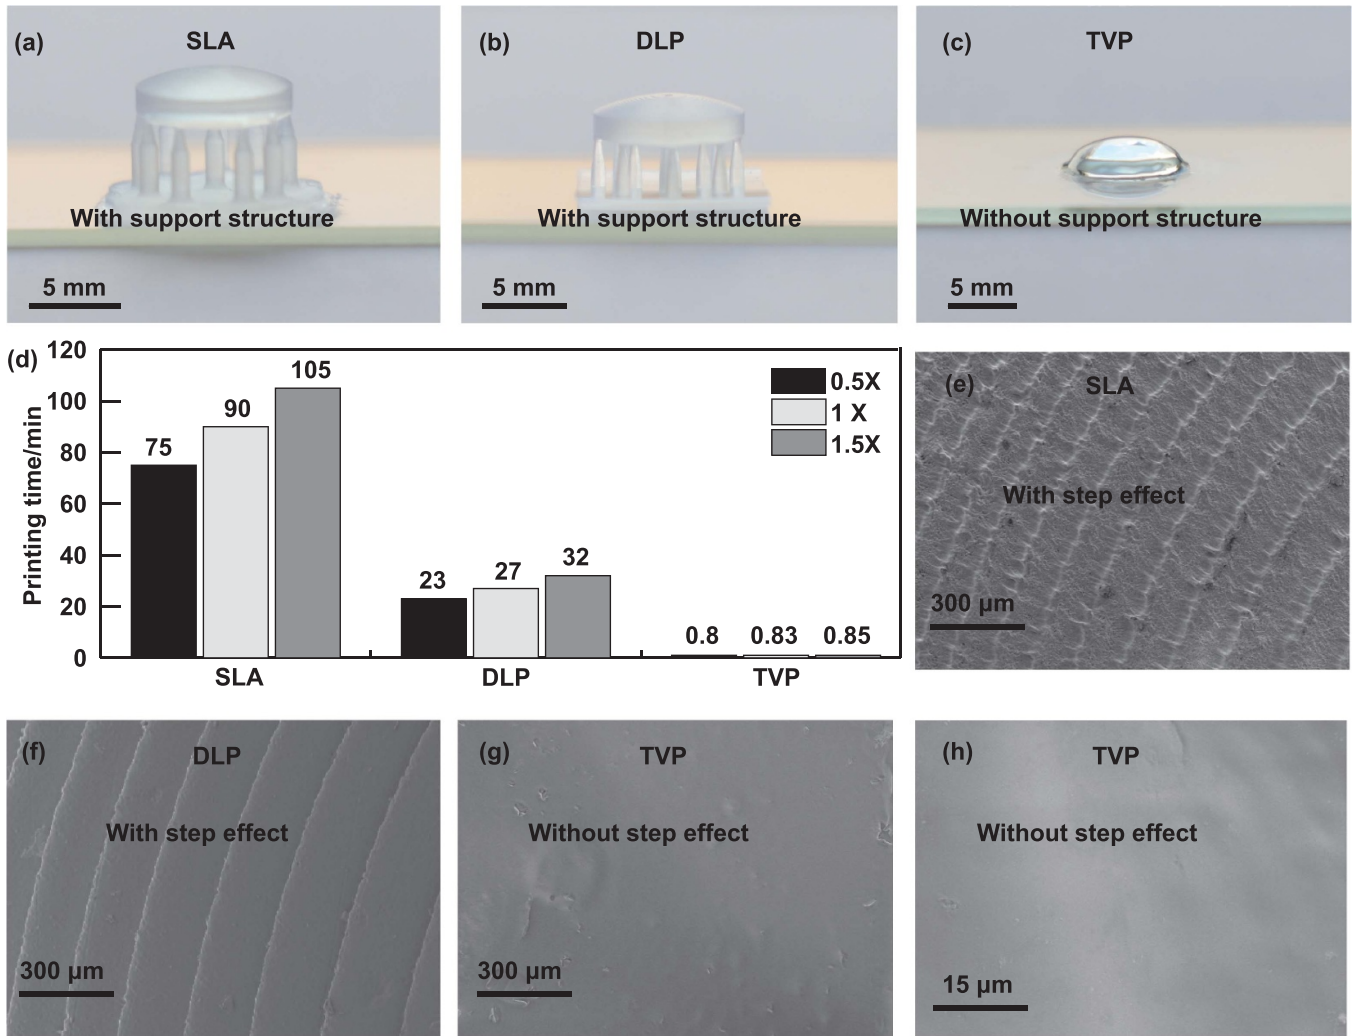 (a) SLA
With support structure
5 mm
(b) DLP
With support structure
5 mm
(c) TVP
Without support structure
5 mm
(d)
Printing time/min
120
100
80
60
40
20
0
75
90
105
23
27
32
0.8
0.83
0.85
SLA
DLP
TVP
0.5X
1 X
1.5X
(e) SLA
With step effect
300 μm
(f) DLP
With step effect
300 μm
(g) TVP
Without step effect
300 μm
(h) TVP
Without step effect
15 μm